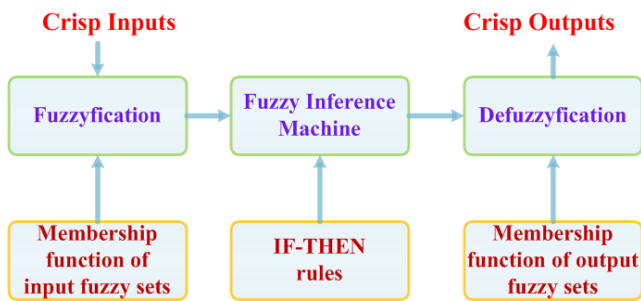 Crisp Inputs
Crisp Outputs
Fuzzyfication
Fuzzy Inference
Machine
Defuzzyfication
Membership
function of
input fuzzy sets
IF-THEN
rules
Membership
function of output
fuzzy sets